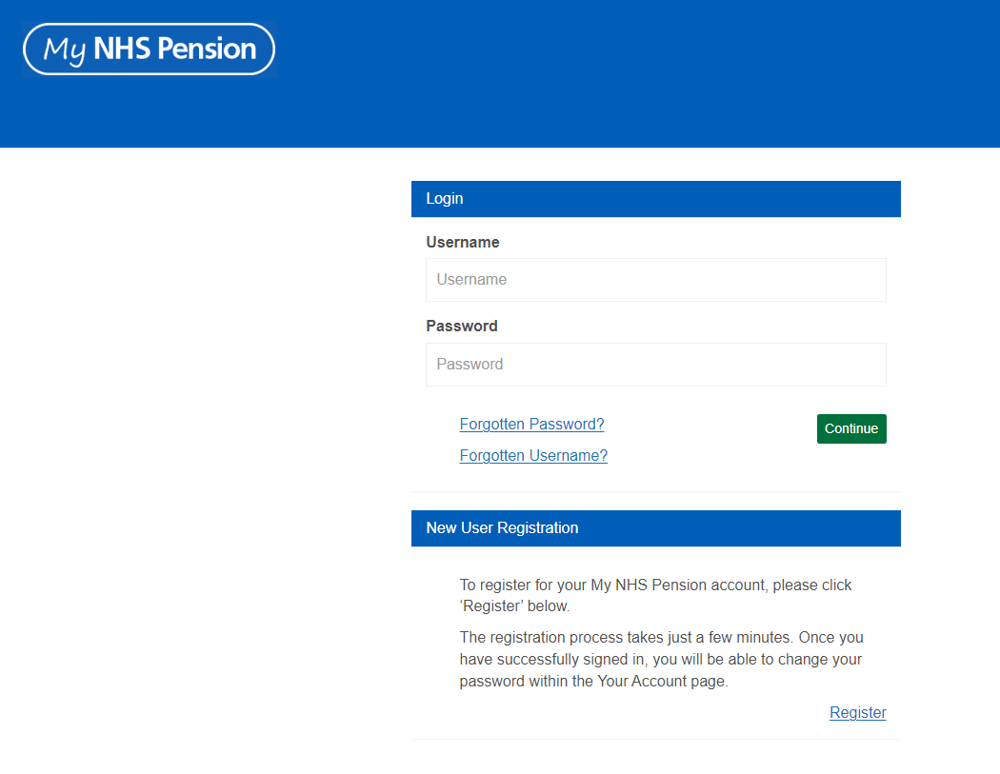 My NHS Pension
Login
Username
Username
Password
Password
Forgotten Password?
Continue
Forgotten Username?
New User Registration
To register for your My NHS Pension account, please click
‘Register’ below.
The registration process takes just a few minutes. Once you
have successfully signed in, you will be able to change your
password within the Your Account page.
Register